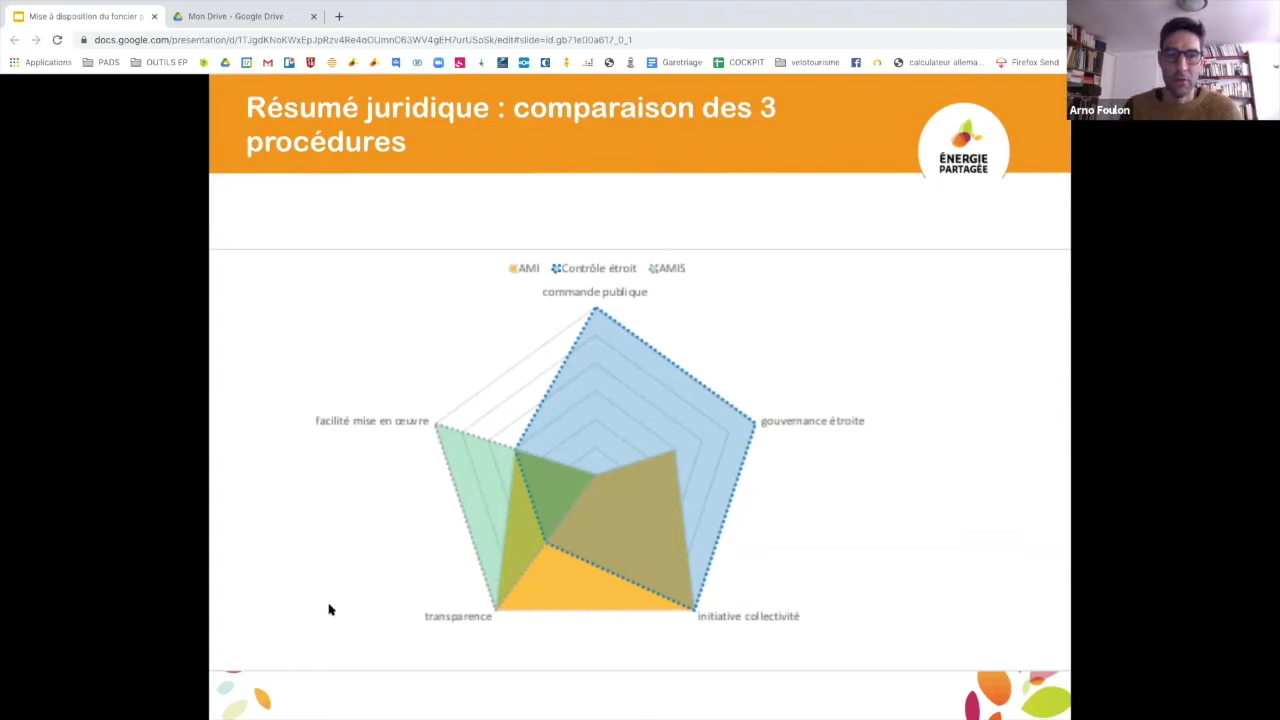 Mise à disposition du foncier p
Mon Drive - Google Drive
docs.google.com/presentation/d/1TJgdKNoKWxEpJpRzv4Re4oOUmnC63WV4gEH7urUSoSk/edit#slide=id.gb71e00a617_0_1
Applications PADS OUTILS EP Garetriage COCKPIT velotourisme calculateur allema... Firefox Send
Arno Foulon
Résumé juridique : comparaison des 3
procédures
ÉNERGIE
PARTAGÉE
AMI Contrôle étroit AMIS
commande publique
facilité mise en œuvre
gouvernance étroite
transparence
initiative collectivité